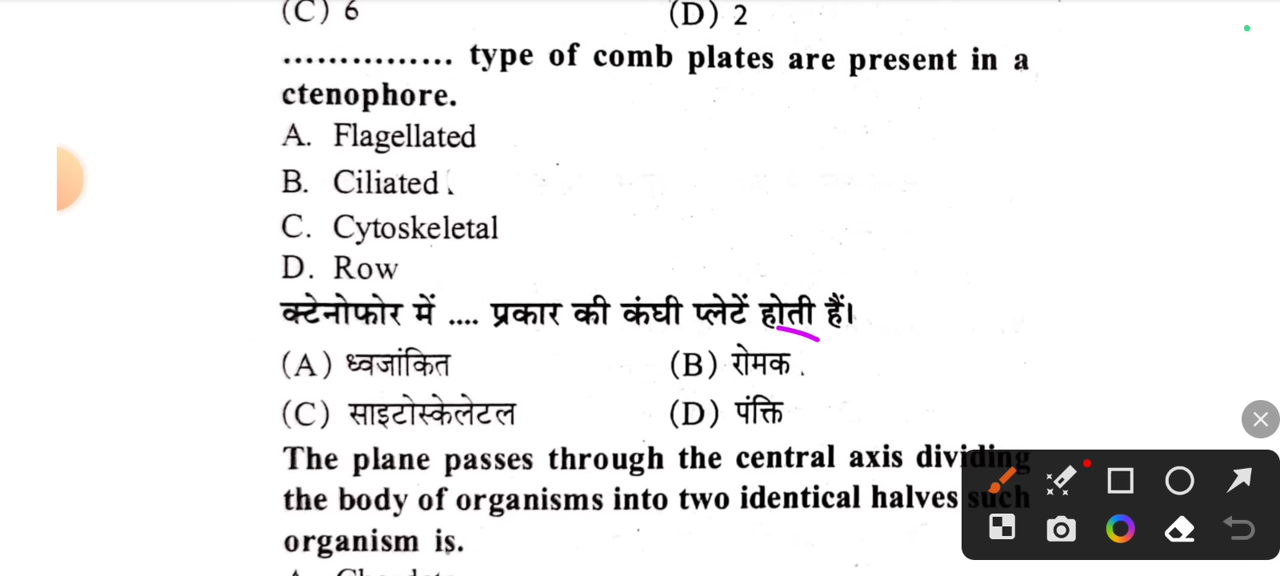 (C) 6 (D) 2
............... type of comb plates are present in a
ctenophore.
A. Flagellated
B. Ciliated
C. Cytoskeletal
D. Row
क्टेनोफोर में .... प्रकार की कंघी प्लेटें होती हैं।
(A) ध्वजांकित (B) रोमक
(C) साइटोस्केलेटल (D) पंक्ति
The plane passes through the central axis dividing
the body of organisms into two identical halves such
organism is.
A. Chordata